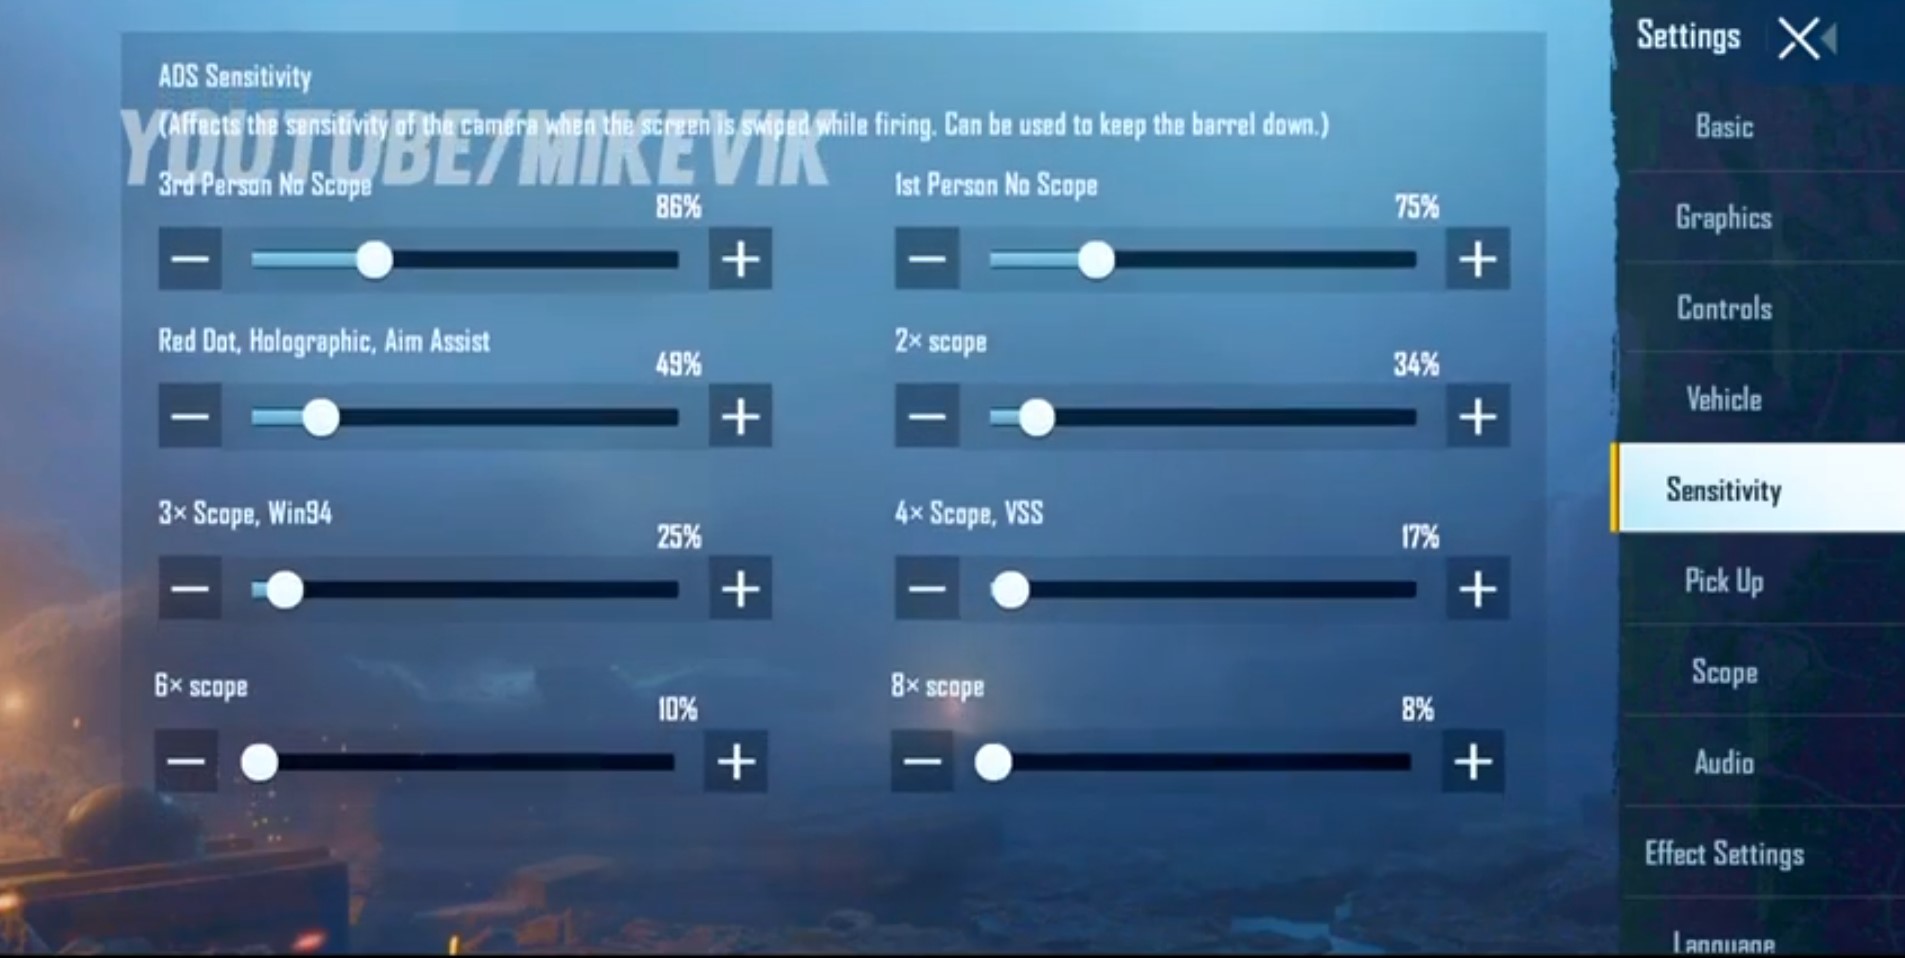 Settings
ADS Sensitivity
(Affects the sensitivity of the camera when the screen is swiped while firing. Can be used to keep the barrel down.)
YOUTUBE/MIKEVIK
3rd Person No Scope
86%
1st Person No Scope
75%
Red Dot, Holographic, Aim Assist
49%
2× scope
34%
3× Scope, Win94
25%
4× Scope, VSS
17%
6× scope
10%
8× scope
8%
Basic
Graphics
Controls
Vehicle
Sensitivity
Pick Up
Scope
Audio
Effect Settings
Language